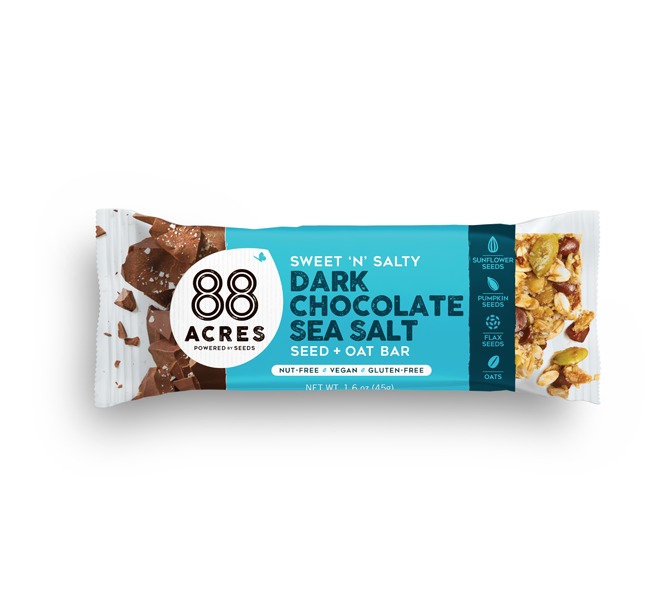 88
ACRES
POWERED BY SEEDS
SWEET 'N' SALTY
DARK
CHOCOLATE
SEA SALT
SEED + OAT BAR
NUT-FREE // VEGAN // GLUTEN-FREE
NET WT. 1.6 oz (45g)
SUNFLOWER
SEEDS
PUMPKIN
SEEDS
FLAX
SEEDS
OATS